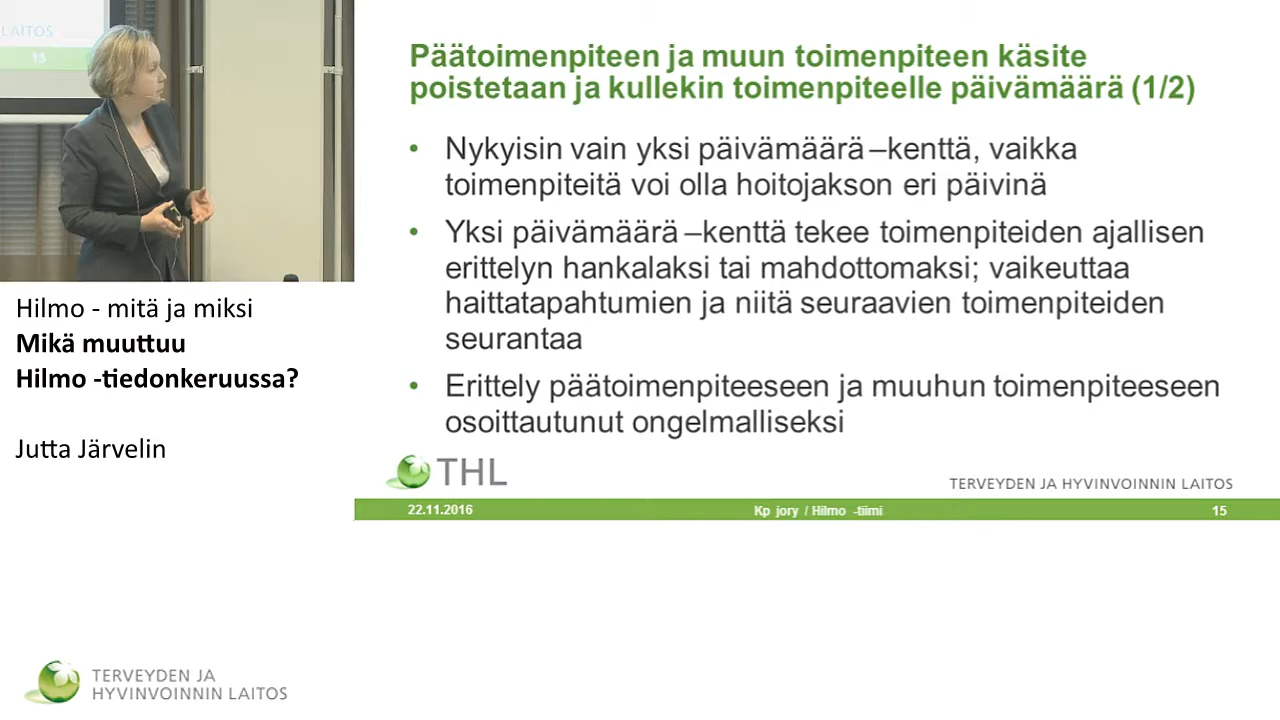 LAITOS
15
Hilmo - mitä ja miksi
Mikä muuttuu
Hilmo -tiedonkeruussa?
Jutta Järvelin
Päätoimenpiteen ja muun toimenpiteen käsite
poistetaan ja kullekin toimenpiteelle päivämäärä (1/2)
• Nykyisin vain yksi päivämäärä –kenttä, vaikka
toimenpiteitä voi olla hoitojakson eri päivinä
• Yksi päivämäärä –kenttä tekee toimenpiteiden ajallisen
erittelyn hankalaksi tai mahdottomaksi; vaikeuttaa
haittatapahtumien ja niitä seuraavien toimenpiteiden
seurantaa
• Erittely päätoimenpiteeseen ja muuhun toimenpiteeseen
osoittautunut ongelmalliseksi
THL
TERVEYDEN JA HYVINVOINNIN LAITOS
22.11.2016 Kp jory / Hilmo -tiimi 15
TERVEYDEN JA
HYVINVOINNIN LAITOS